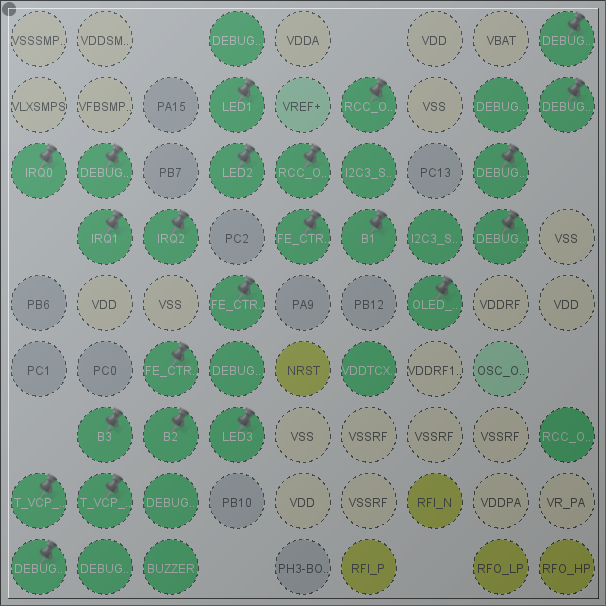 VSSSMP.. VDDSM.. DEBUG.. VDDA VDD VBAT DEBUG..
VLXSMPS VFBSMP.. PA15 LED1 VREF+ RCC_O.. VSS DEBUG.. DEBUG..
IRQ0 DEBUG.. PB7 LED2 RCC_O.. I2C3_S.. PC13 DEBUG..
IRQ1 IRQ2 PC2 FE_CTR.. B1 I2C3_S.. DEBUG.. VSS
PB6 VDD VSS FE_CTR.. PA9 PB12 OLED_.. VDDRF VDD
PC1 PC0 FE_CTR.. DEBUG.. NRST VDDTCX.. VDDRF1.. OSC_O..
B3 B2 LED3 VSS VSSRF VSSRF VSSRF RCC_O..
T_VCP_.. T_VCP_.. DEBUG.. PB10 VDD VSSRF RFI_N VDDPA VR_PA
DEBUG.. DEBUG.. BUZZER PH3-BO.. RFI_P RFO_LP RFO_HP